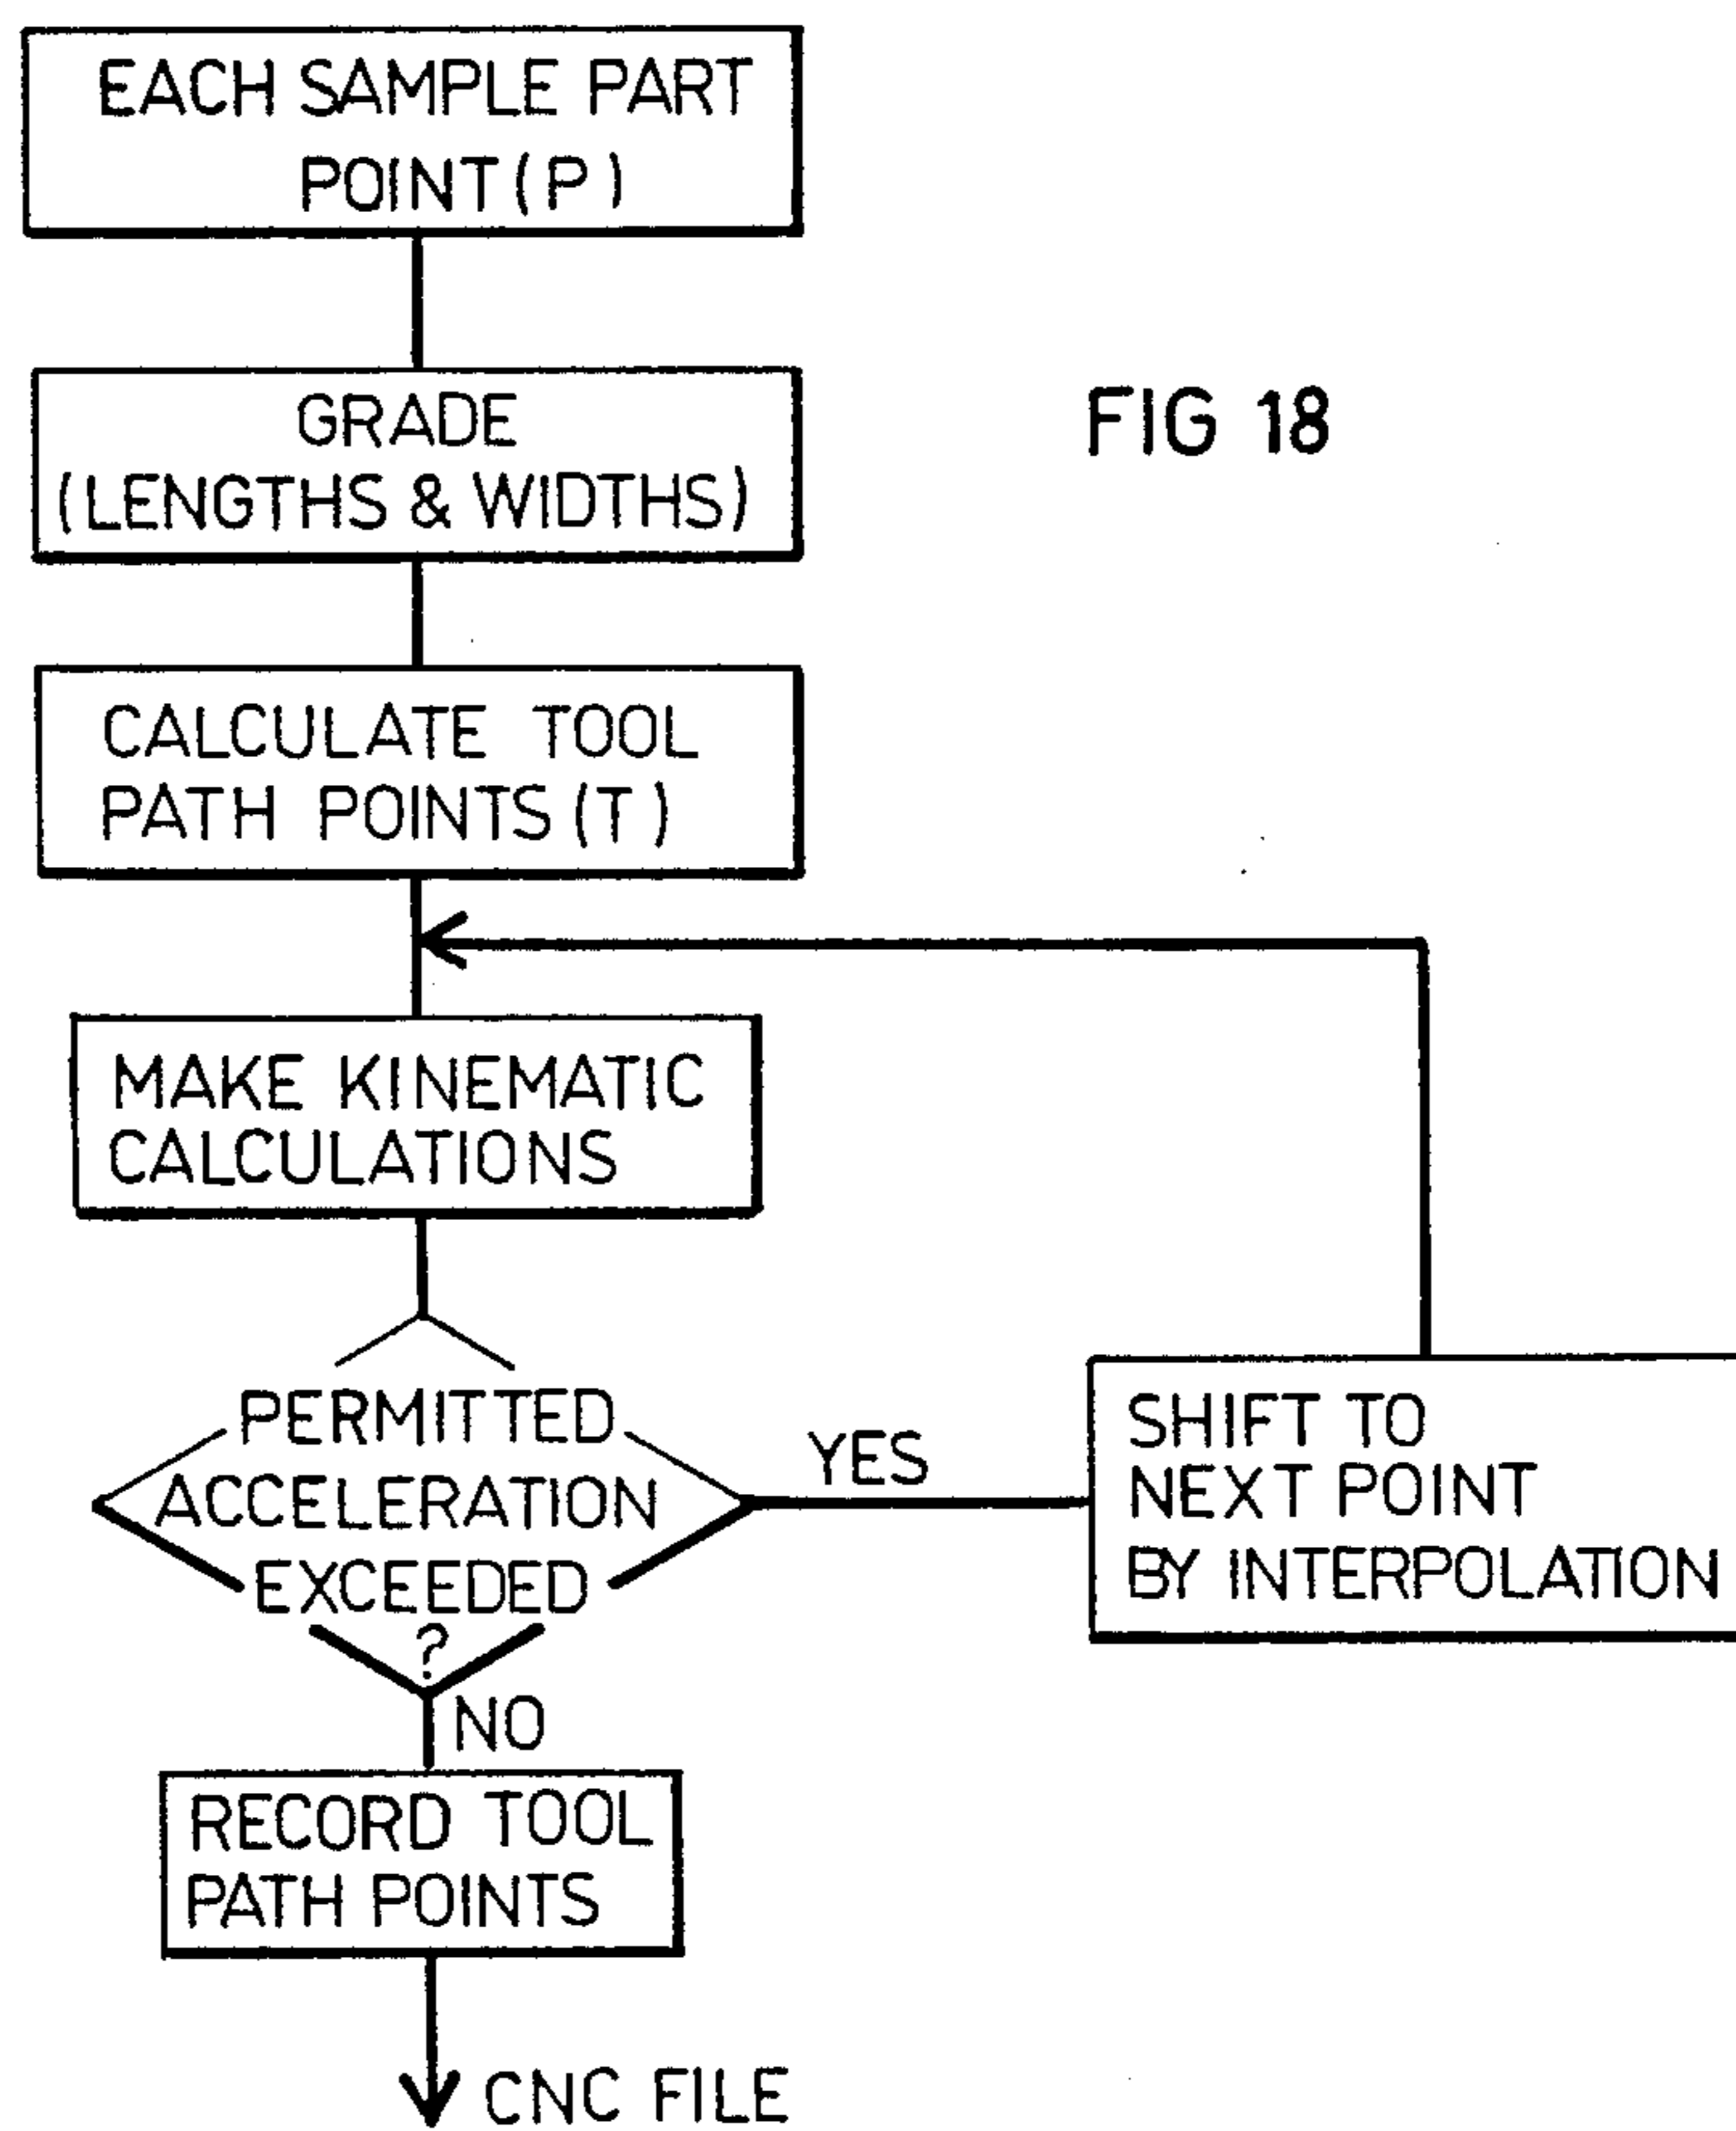 EACH SAMPLE PART
POINT (P)
GRADE
(LENGTHS & WIDTHS)
FIG 18
CALCULATE TOOL
PATH POINTS (T)
MAKE KINEMATIC
CALCULATIONS
PERMITTED
ACCELERATION
EXCEEDED
?
YES
SHIFT TO
NEXT POINT
BY INTERPOLATION
NO
RECORD TOOL
PATH POINTS
CNC FILE